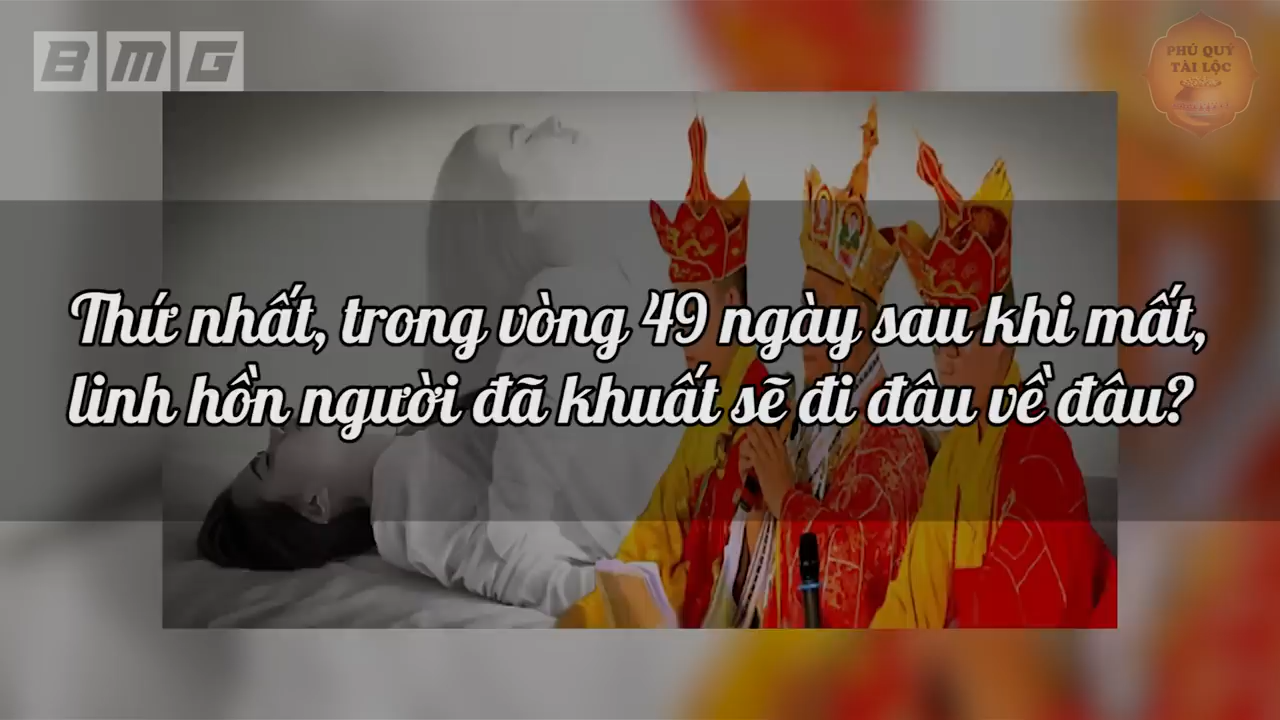 BMG
PHÚ QUÝ
TÀI LỘC
Thứ nhất, trong vòng 49 ngày sau khi mất,
linh hồn người đã khuất sẽ đi đâu về đâu?